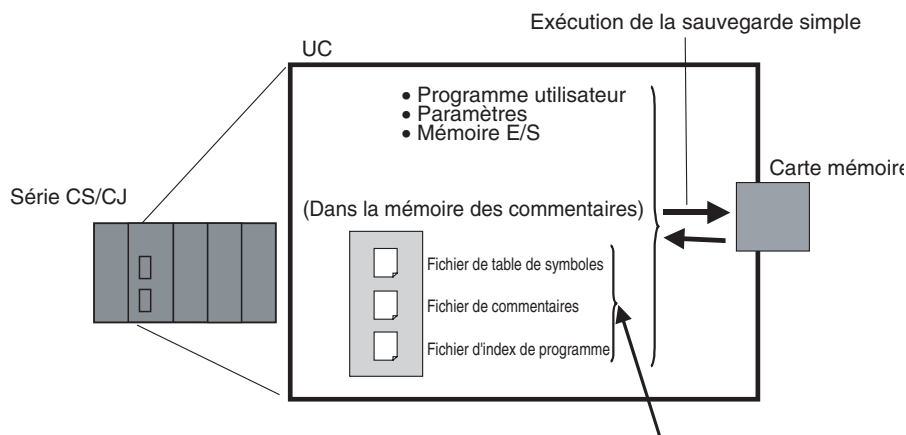 Exécution de la sauvegarde simple
UC
• Programme utilisateur
• Paramètres
• Mémoire E/S
Carte mémoire
Série CS/CJ
(Dans la mémoire des commentaires)
Fichier de table de symboles
Fichier de commentaires
Fichier d'index de programme